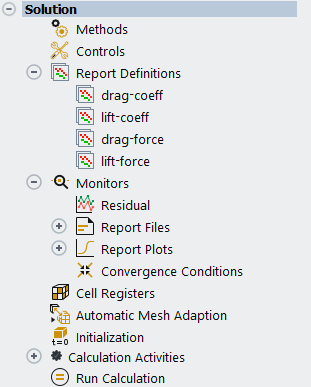 Solution
Methods
Controls
Report Definitions
drag-coeff
lift-coeff
drag-force
lift-force
Monitors
Residual
Report Files
Report Plots
Convergence Conditions
Cell Registers
Automatic Mesh Adaption
t=0 Initialization
Calculation Activities
Run Calculation